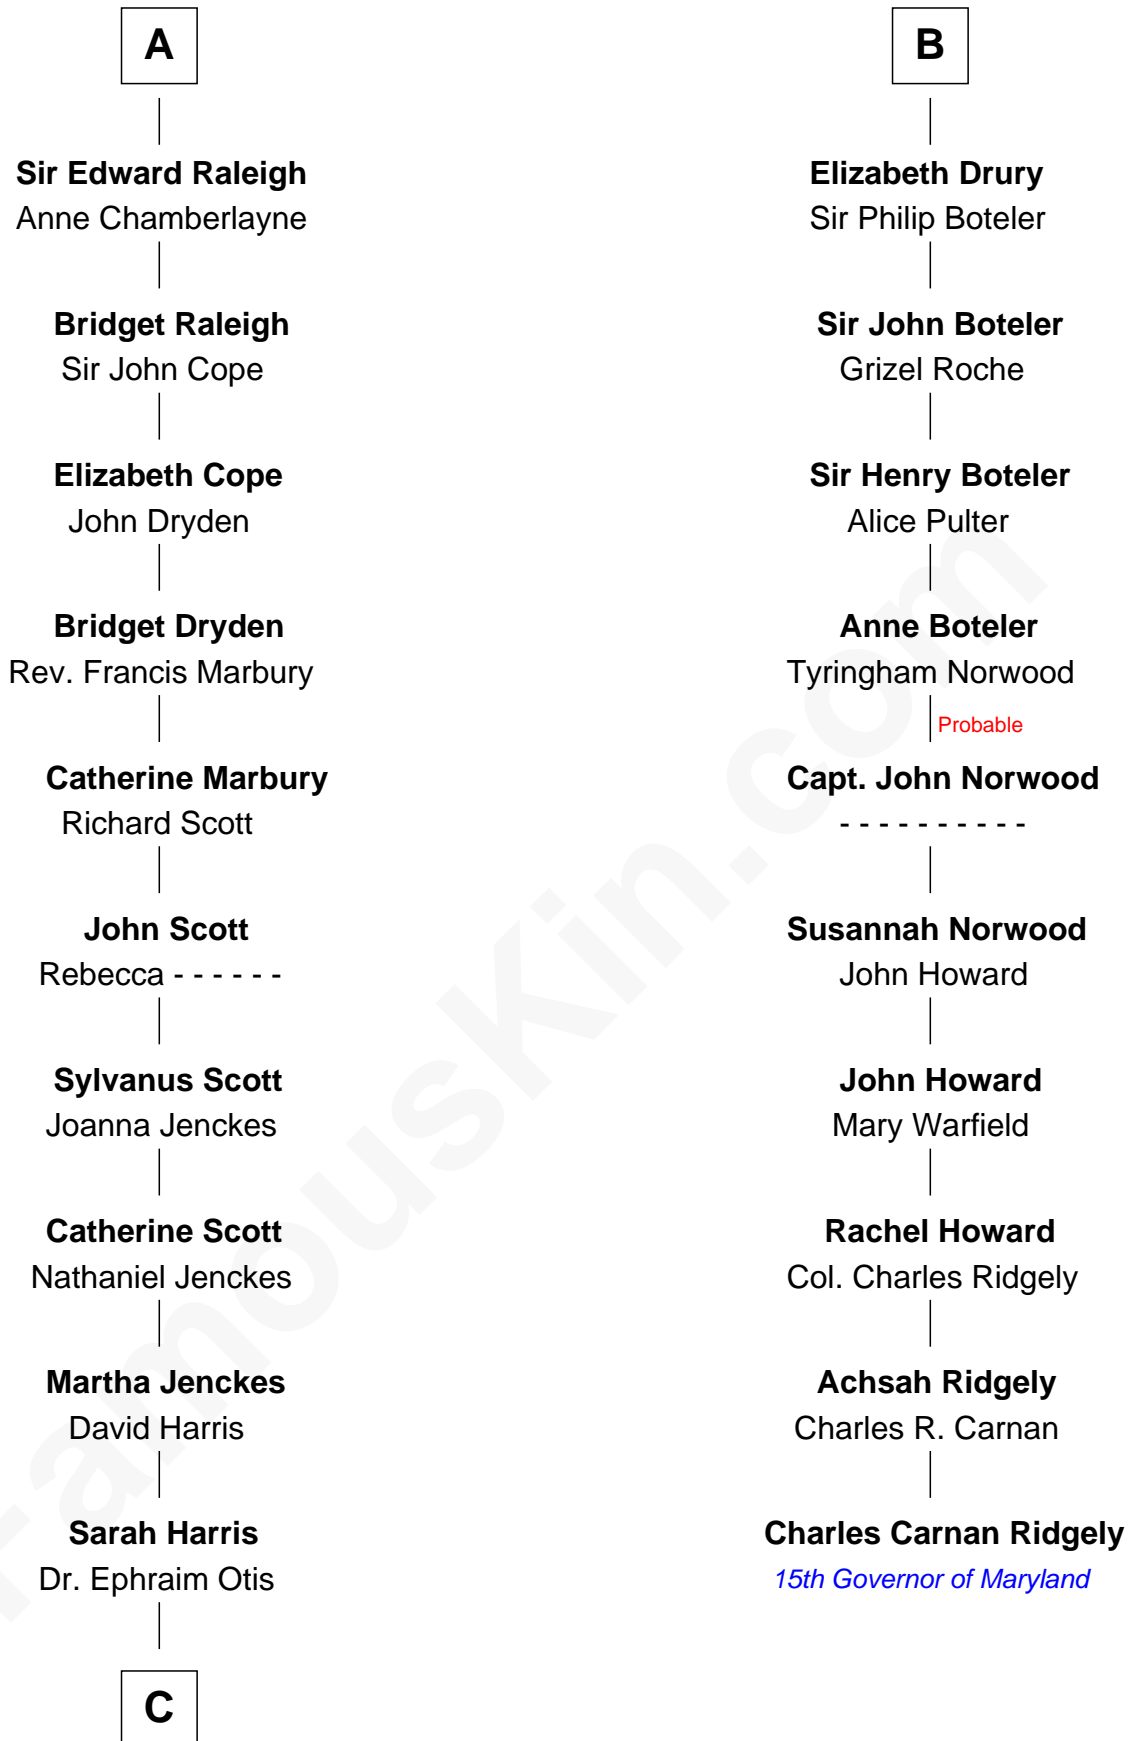 A
Sir Edward Raleigh
Anne Chamberlayne
Bridget Raleigh
Sir John Cope
Elizabeth Cope
John Dryden
Bridget Dryden
Rev. Francis Marbury
Catherine Marbury
Richard Scott
John Scott
Rebecca - - - - - -
Sylvanus Scott
Joanna Jenckes
Catherine Scott
Nathaniel Jenckes
Martha Jenckes
David Harris
Sarah Harris
Dr. Ephraim Otis
C
B
Elizabeth Drury
Sir Philip Boteler
Sir John Boteler
Grizel Roche
Sir Henry Boteler
Alice Pulter
Anne Boteler
Tyringham Norwood
Probable
Capt. John Norwood
- - - - - - - - - -
Susannah Norwood
John Howard
John Howard
Mary Warfield
Rachel Howard
Col. Charles Ridgely
Achsah Ridgely
Charles R. Carnan
Charles Carnan Ridgely
15th Governor of Maryland
FamousKin.com